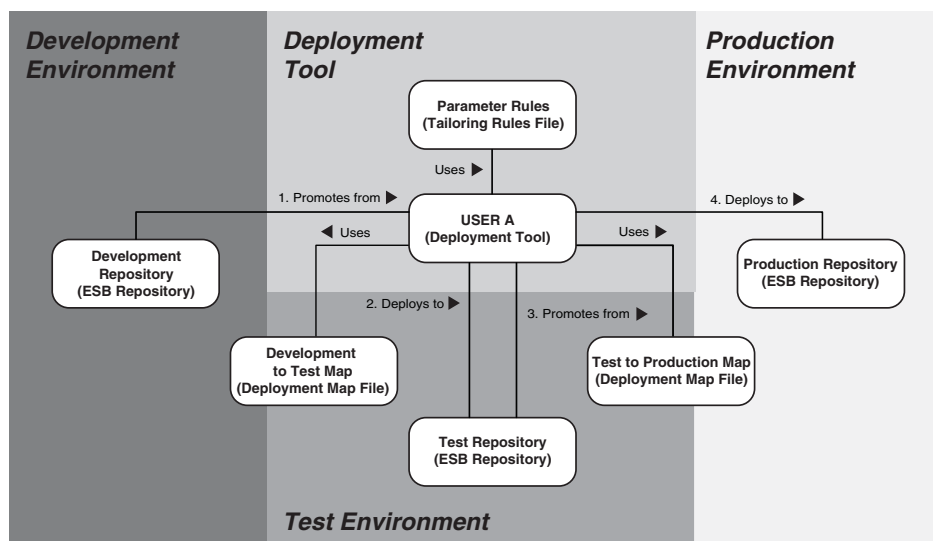 Development
Environment
Deployment
Tool
Production
Environment
Parameter Rules
(Tailoring Rules File)
Uses ▶
1. Promotes from ▶
4. Deploys to ▶
USER A
(Deployment Tool)
◀ Uses
Uses ▶
Development
Repository
(ESB Repository)
Production Repository
(ESB Repository)
2. Deploys to ▶
3. Promotes from ▶
Development
to Test Map
(Deployment Map File)
Test to Production Map
(Deployment Map File)
Test Repository
(ESB Repository)
Test Environment